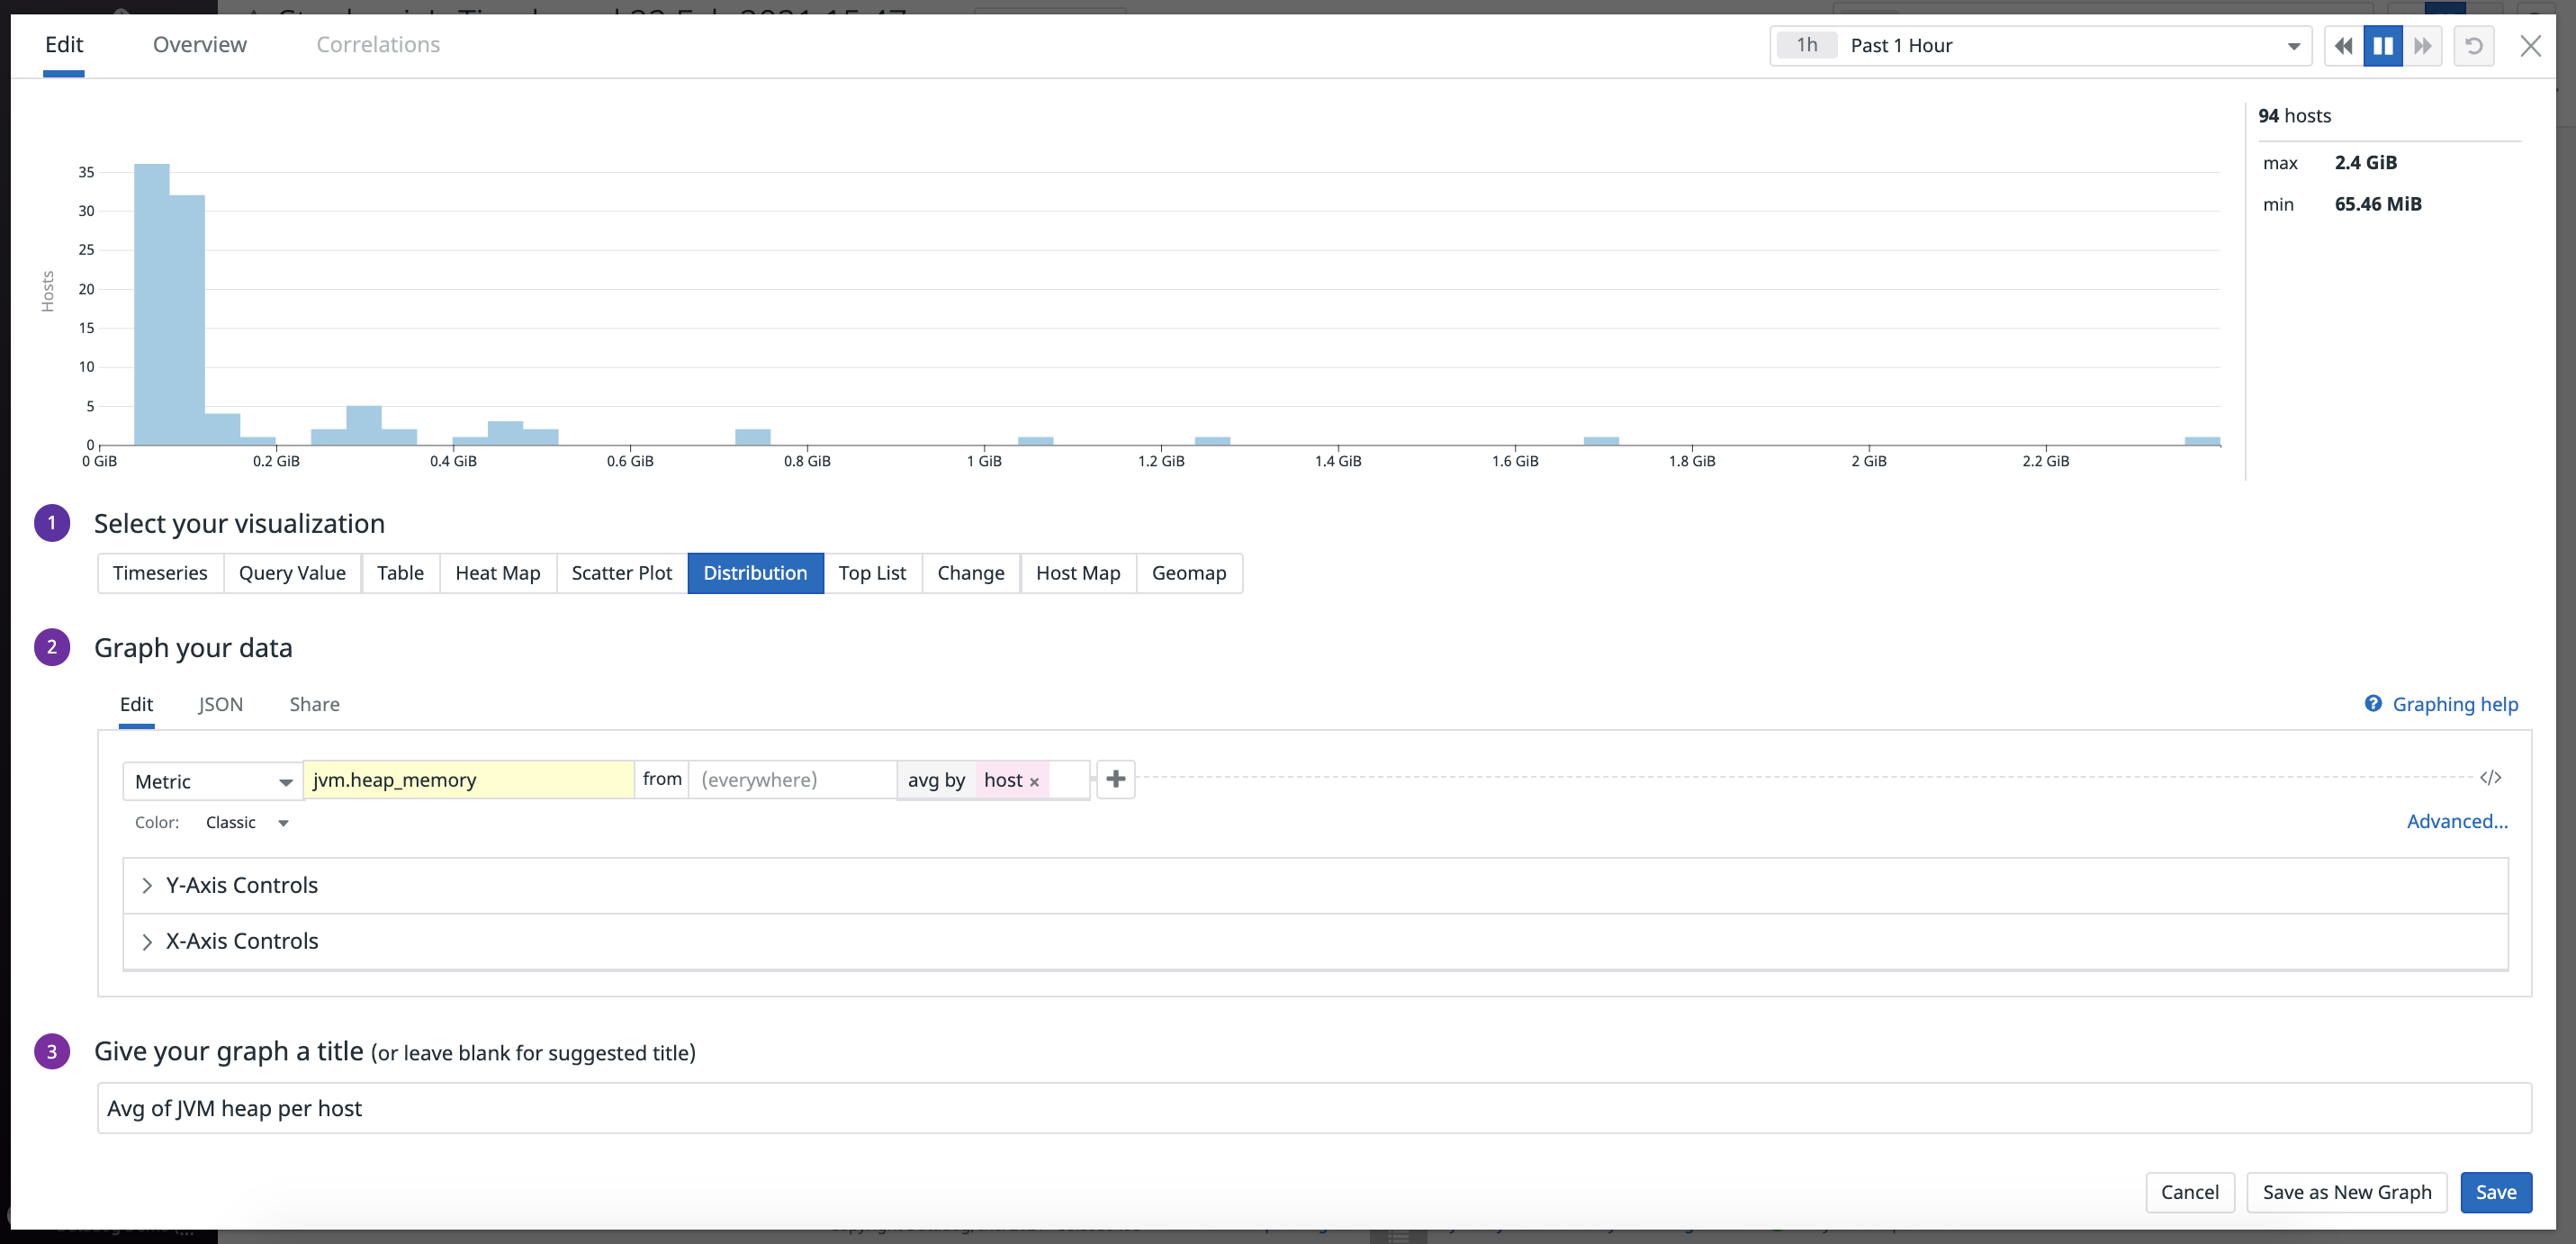 Edit Overview Correlations 1h Past 1 Hour
94 hosts
max 2.4 GiB
min 65.46 MiB
Hosts
35
30
25
20
15
10
5
0
0 GiB 0.2 GiB 0.4 GiB 0.6 GiB 0.8 GiB 1 GiB 1.2 GiB 1.4 GiB 1.6 GiB 1.8 GiB 2 GiB 2.2 GiB
1 Select your visualization
Timeseries Query Value Table Heat Map Scatter Plot Distribution Top List Change Host Map Geomap
2 Graph your data
Edit JSON Share ? Graphing help
Metric jvm.heap_memory from (everywhere) avg by host × + </>
Color: Classic Advanced...
Y-Axis Controls
X-Axis Controls
3 Give your graph a title (or leave blank for suggested title)
Avg of JVM heap per host
Cancel Save as New Graph Save